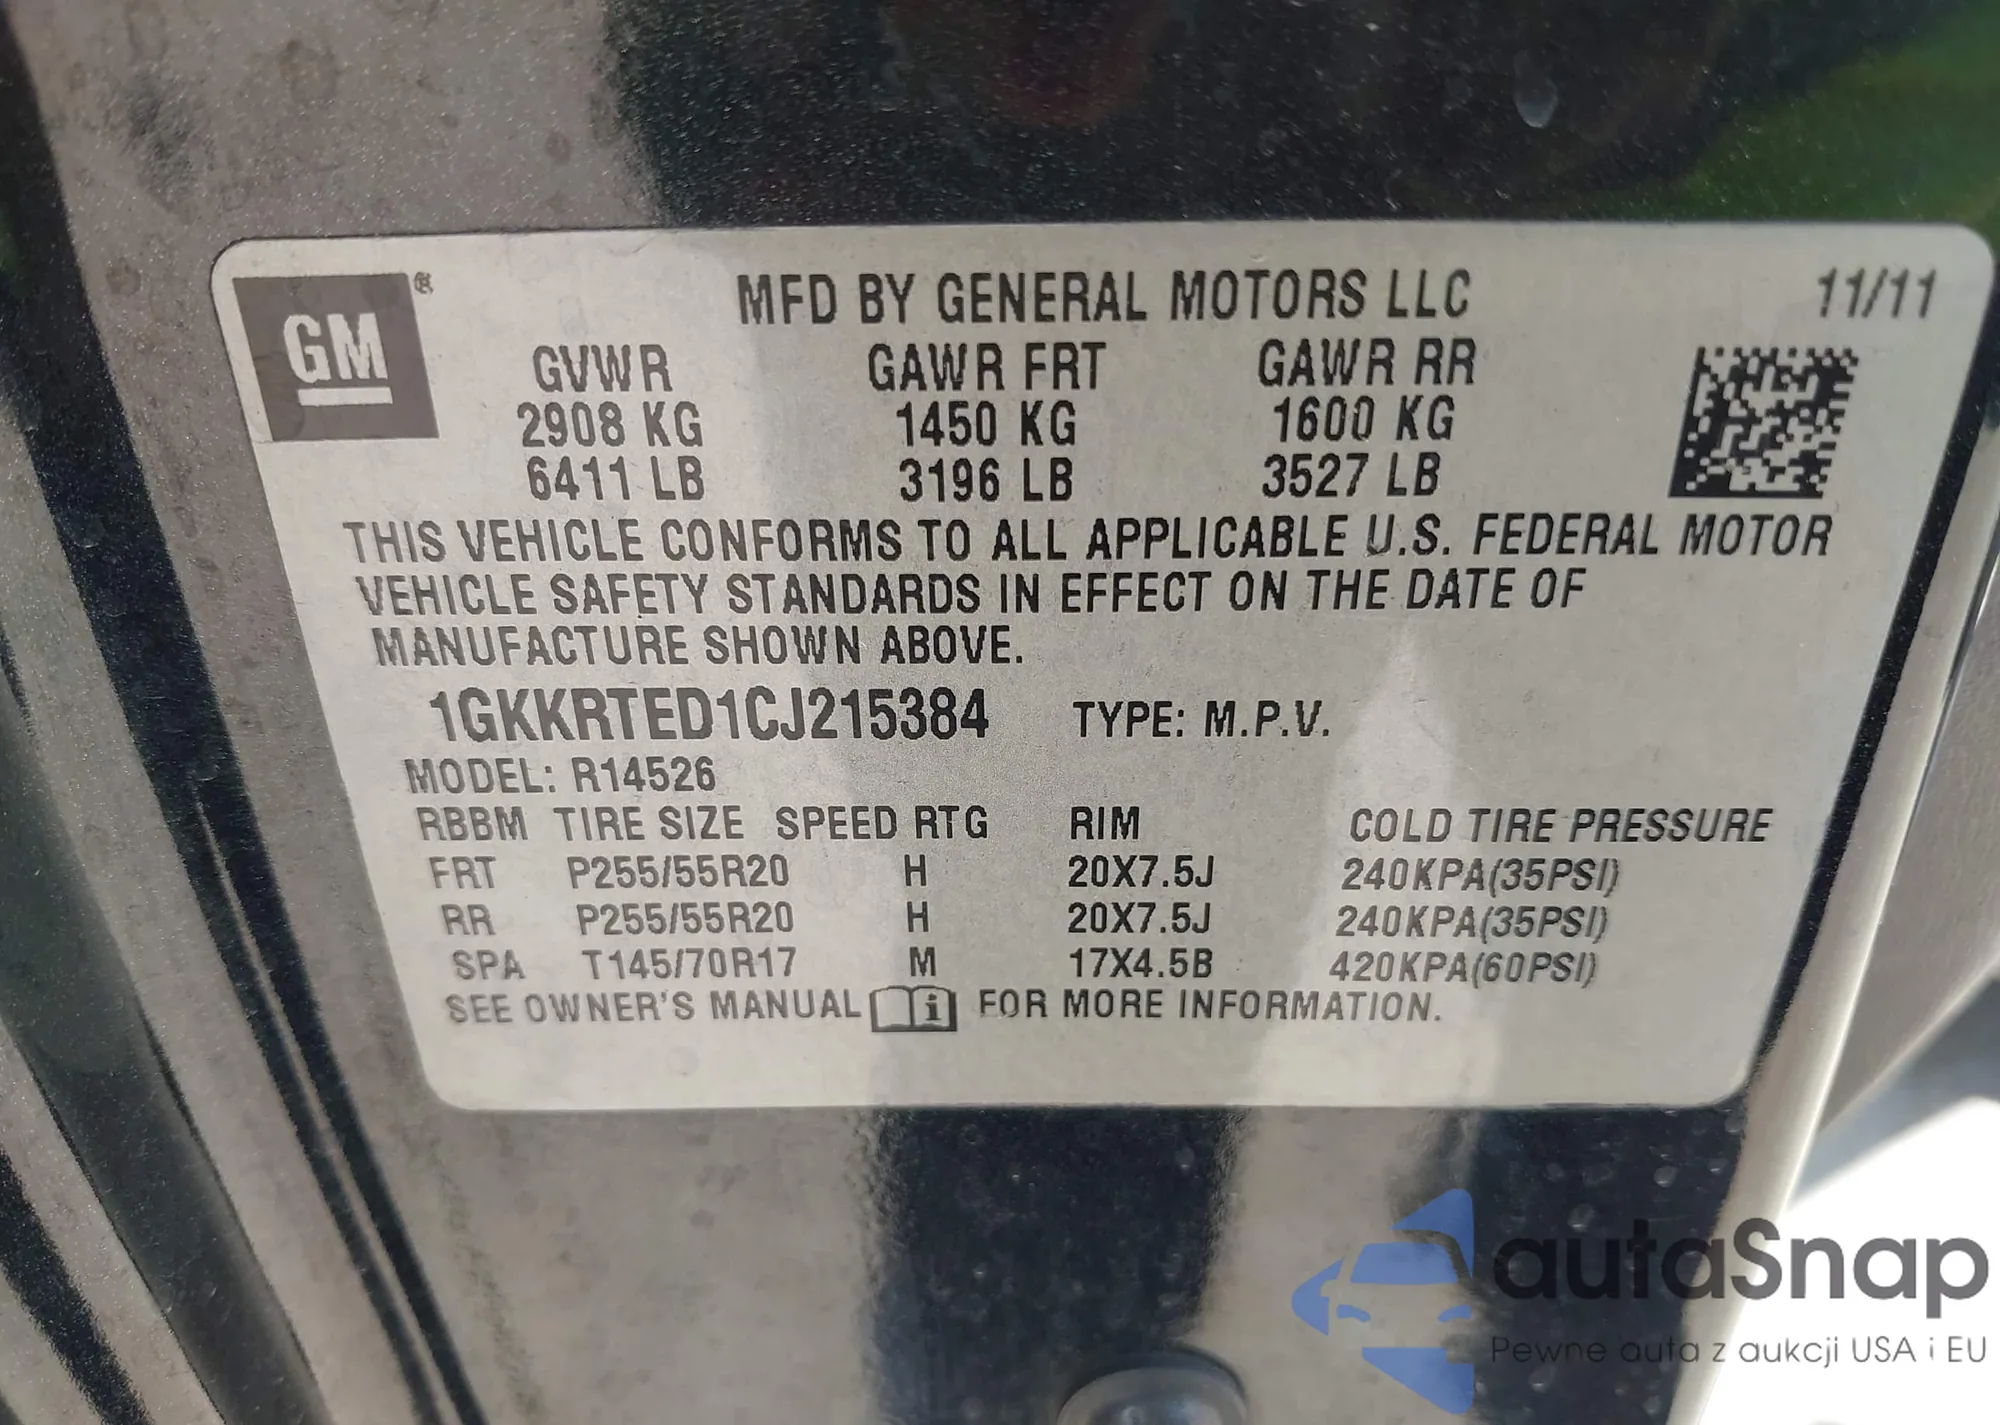 GM®
MFD BY GENERAL MOTORS LLC 11/11
GVWR GAWR FRT GAWR RR
2908 KG 1450 KG 1600 KG
6411 LB 3196 LB 3527 LB
THIS VEHICLE CONFORMS TO ALL APPLICABLE U.S. FEDERAL MOTOR
VEHICLE SAFETY STANDARDS IN EFFECT ON THE DATE OF
MANUFACTURE SHOWN ABOVE.
1GKKRTED1CJ215384 TYPE: M.P.V.
MODEL: R14526
RBBM TIRE SIZE SPEED RTG RIM COLD TIRE PRESSURE
FRT P255/55R20 H 20X7.5J 240KPA(35PSI)
RR P255/55R20 H 20X7.5J 240KPA(35PSI)
SPA T145/70R17 M 17X4.5B 420KPA(60PSI)
SEE OWNER'S MANUAL i FOR MORE INFORMATION.
autaSnap
Pewne auta z aukcji USA i EU